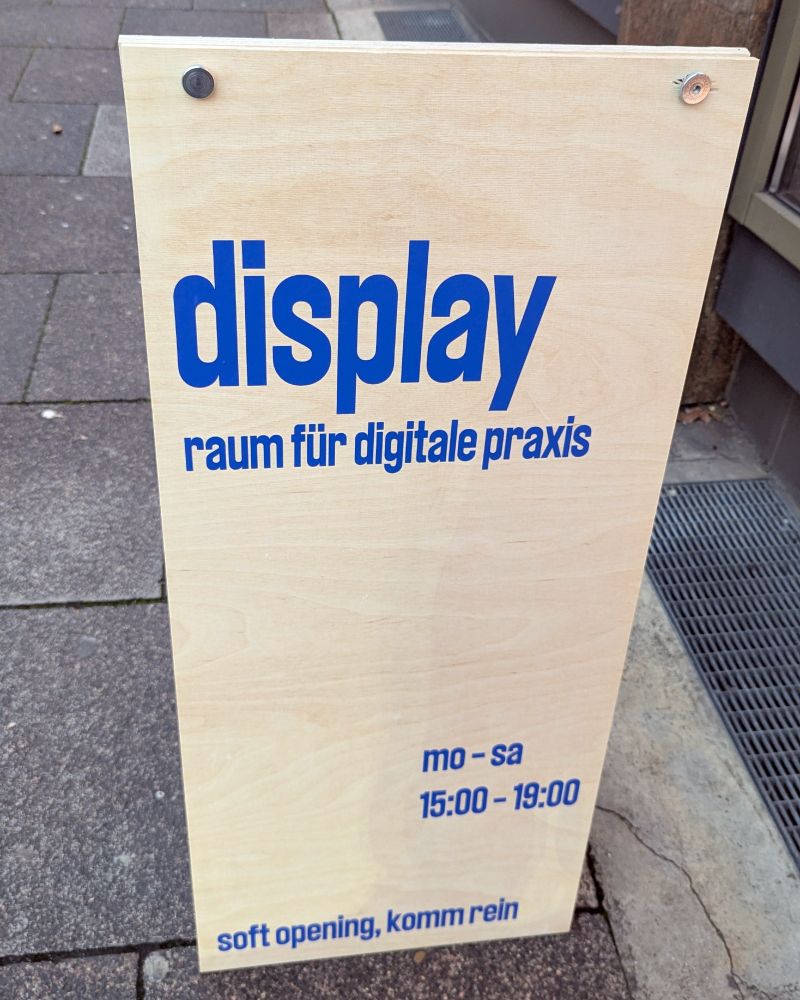 display
raum für digitale praxis
mo - sa
15:00 - 19:00
soft opening, komm rein